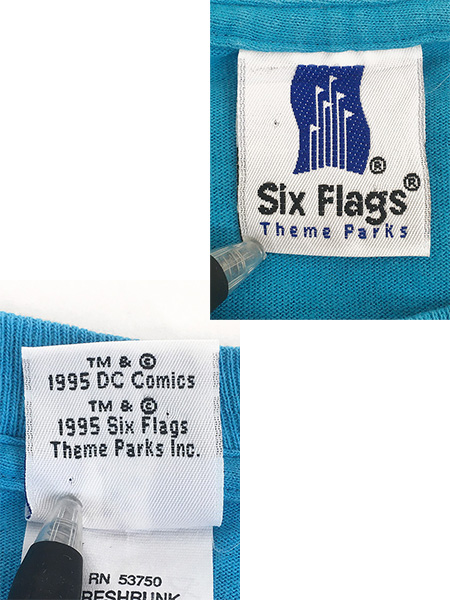 ®
Six Flags®
Theme Parks
TM & ©
1995 DC Comics
TM & ©
1995 Six Flags
Theme Parks Inc.
RN 53750